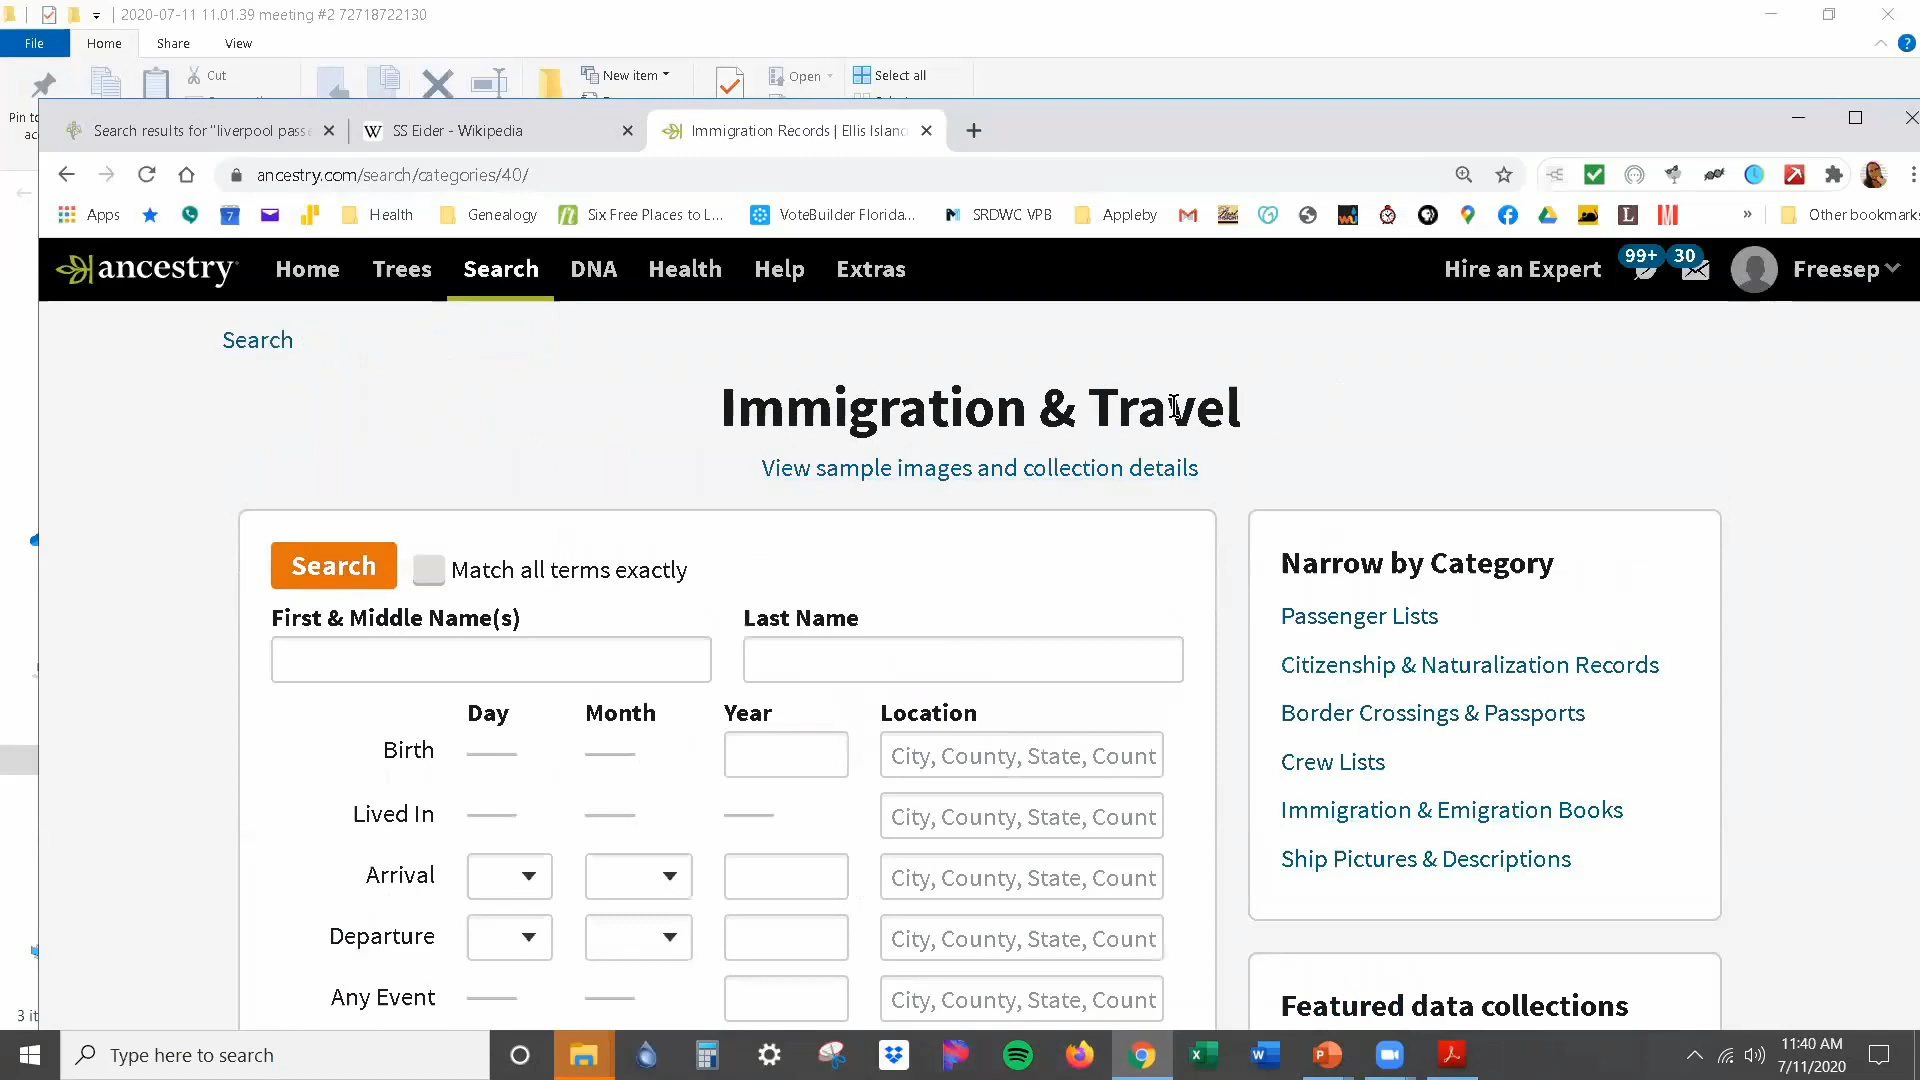 2020-07-11 11.01.39 meeting #2 72718722130
File
Home
Share
View
Cut
New item
Open
Select all
Pin to
ac
Search results for "liverpool passe
SS Eider - Wikipedia
Immigration Records | Ellis Island
ancestry.com/search/categories/40/
Apps
7
Health
Genealogy
Six Free Places to L...
VoteBuilder Florida...
SRDWC VPB
Appleby
»
Other bookmarks
ancestry
Home
Trees
Search
DNA
Health
Help
Extras
Hire an Expert
99+
30
Freesep
Search
Immigration & Travel
View sample images and collection details
Search
Match all terms exactly
First & Middle Name(s)
Last Name
Day
Month
Year
Location
Birth
City, County, State, Count
Lived In
City, County, State, Count
Arrival
City, County, State, Count
Departure
City, County, State, Count
Any Event
City, County, State, Count
Narrow by Category
Passenger Lists
Citizenship & Naturalization Records
Border Crossings & Passports
Crew Lists
Immigration & Emigration Books
Ship Pictures & Descriptions
Featured data collections
3 it
Type here to search
11:40 AM
7/11/2020